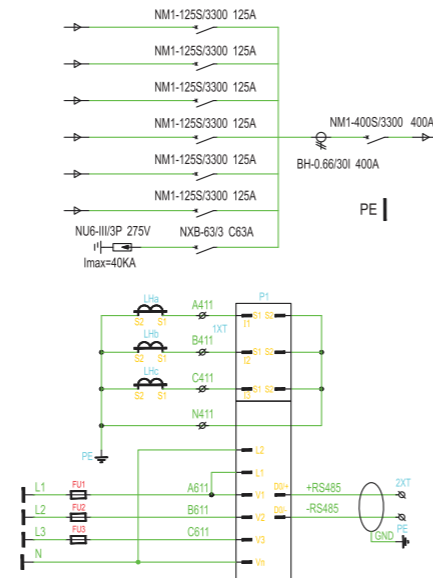 NM1-125S/3300 125A
NM1-125S/3300 125A
NM1-125S/3300 125A
NM1-125S/3300 125A
NM1-400S/3300 400A
BH-0.66/30I 400A
NM1-125S/3300 125A
NM1-125S/3300 125A
PE
NU6-III/3P 275V
NXB-63/3 C63A
Imax=40KA
P1
LHa
A411
S2 S1
1XT
I1
S1 S2
LHb
B411
S2 S1
I2
S1 S2
LHc
C411
S2 S1
I3
S1 S2
N411
PE
L2
L1
L1
FU1
A611
V1
D0/+
+RS485
2XT
L2
FU2
B611
V2
D0/-
-RS485
PE
L3
FU3
C611
V3
GND
N
Vn